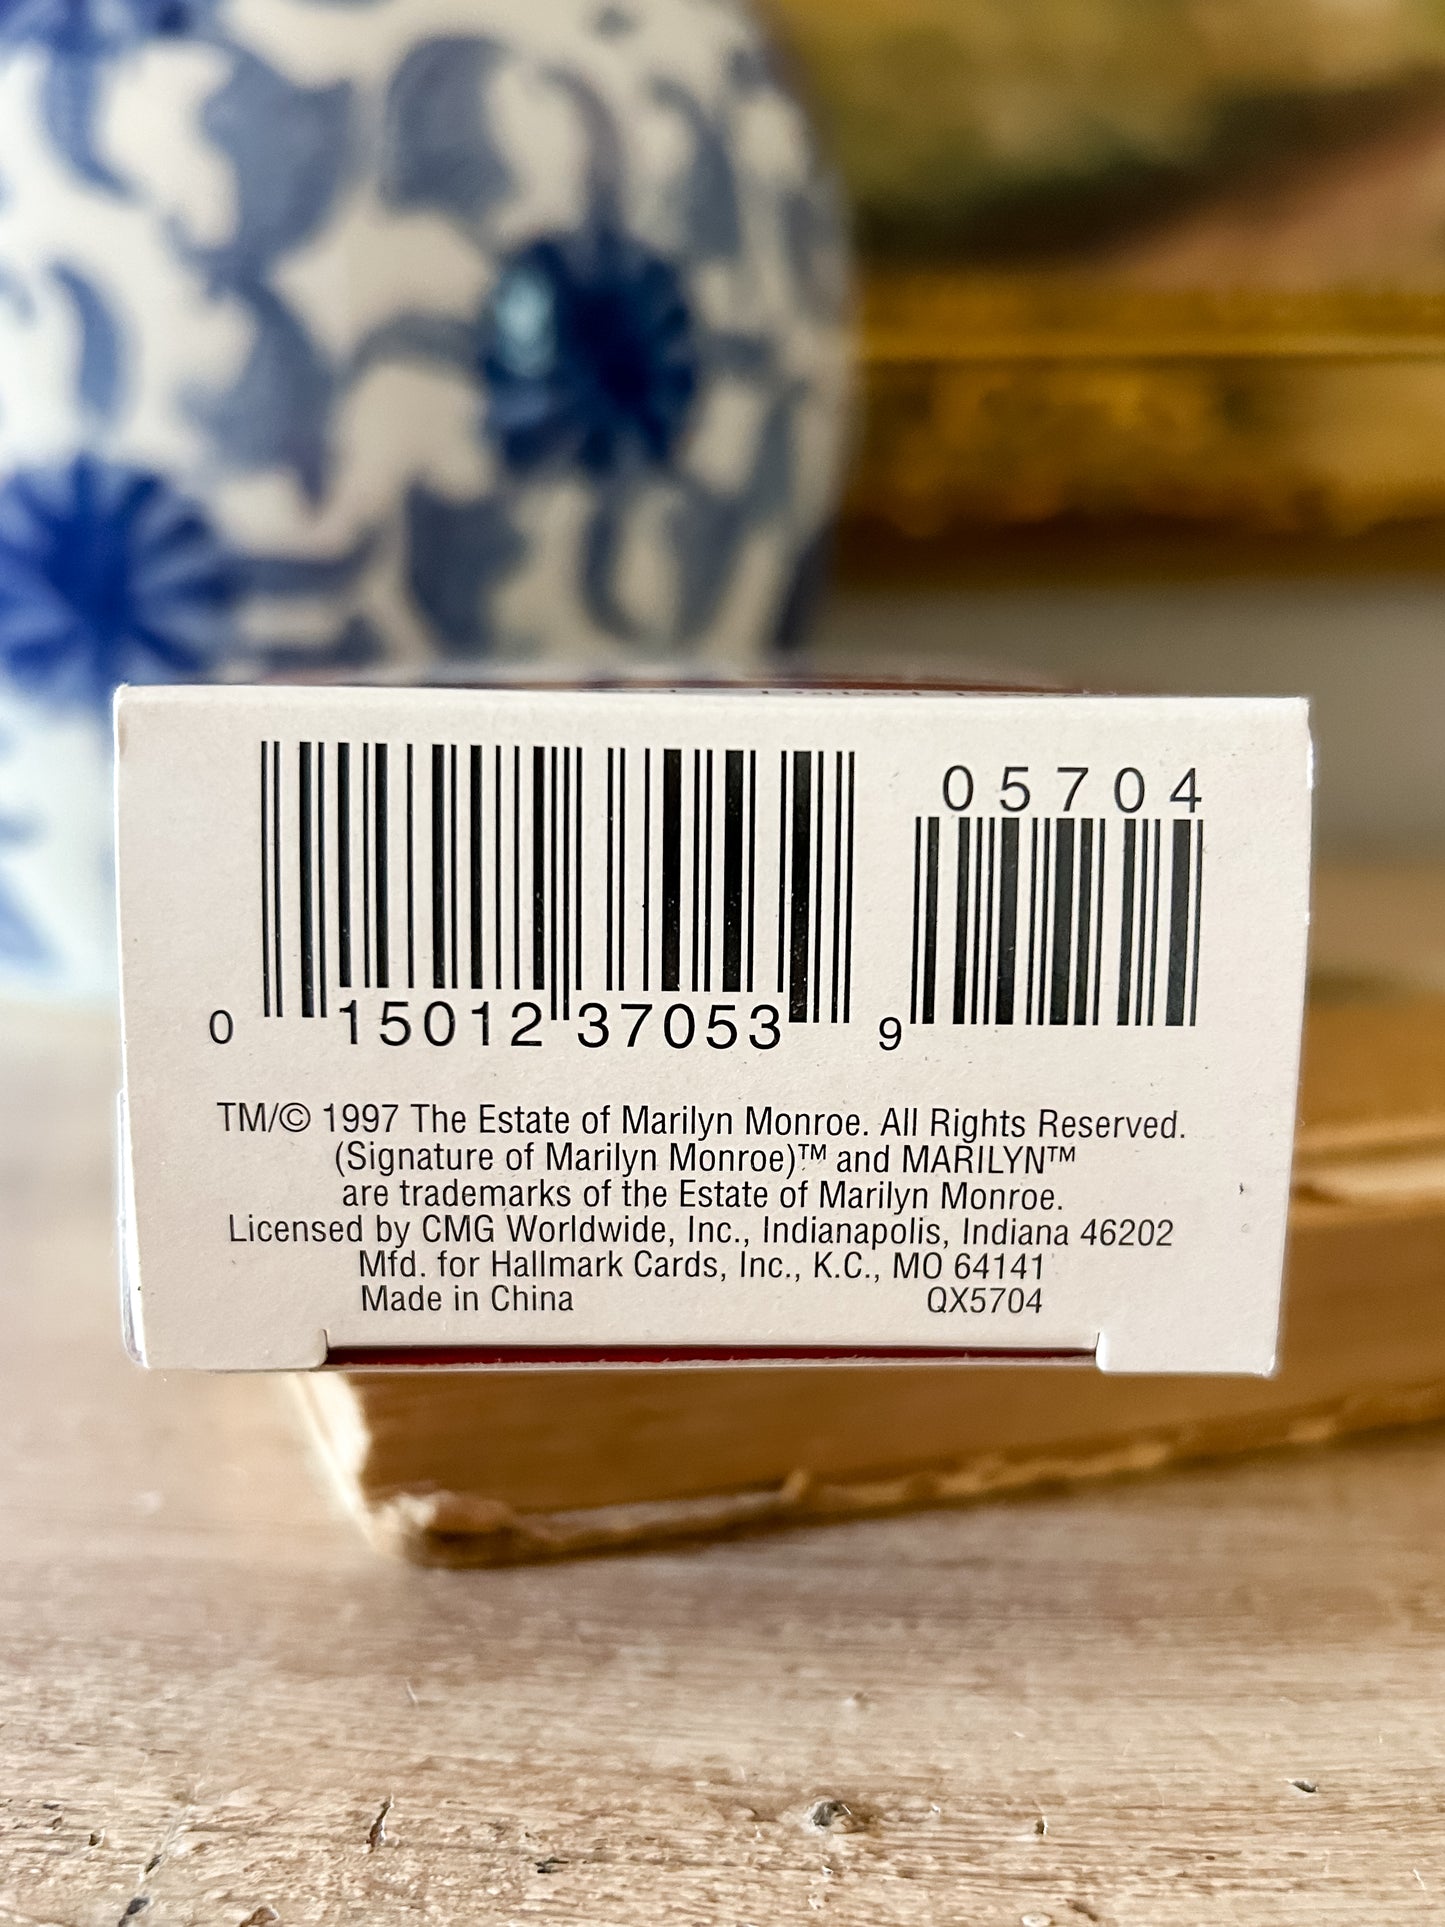 05704
0 15012 37053 9
TM/© 1997 The Estate of Marilyn Monroe. All Rights Reserved.
(Signature of Marilyn Monroe)™ and MARILYN™
are trademarks of the Estate of Marilyn Monroe.
Licensed by CMG Worldwide, Inc., Indianapolis, Indiana 46202
Mfd. for Hallmark Cards, Inc., K.C., MO 64141
Made in China QX5704